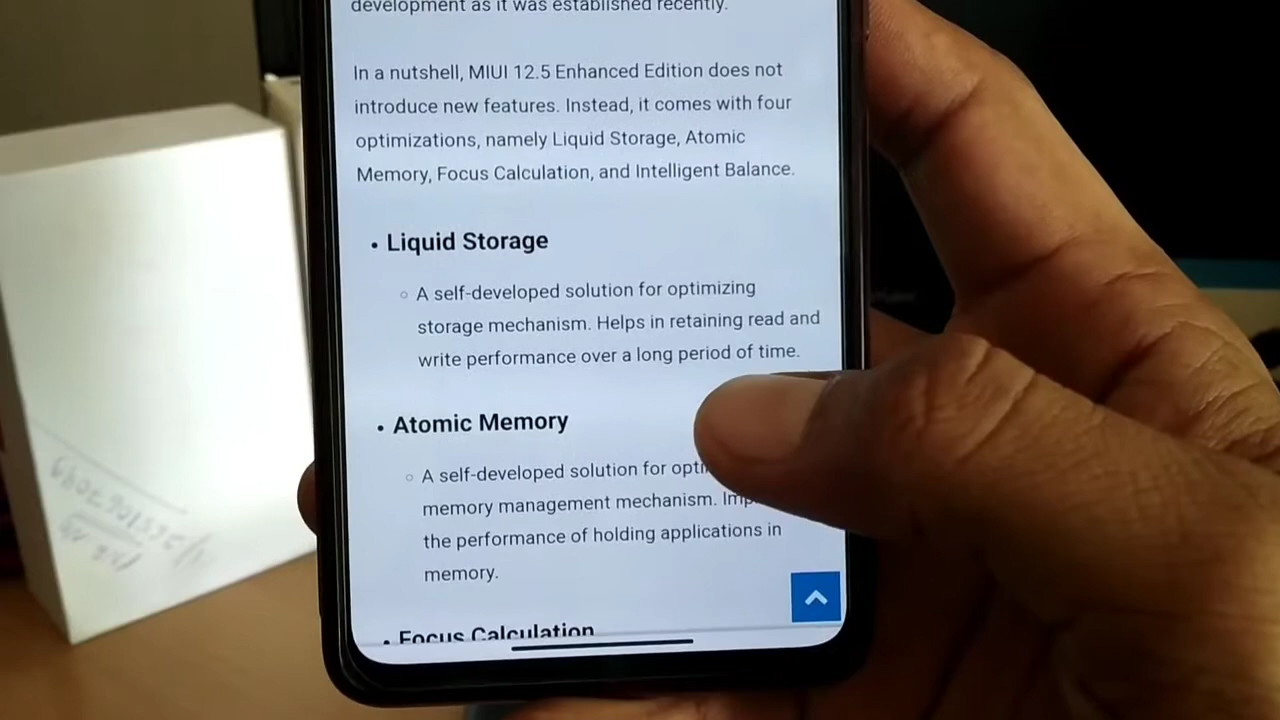 development as it was established recently.
In a nutshell, MIUI 12.5 Enhanced Edition does not
introduce new features. Instead, it comes with four
optimizations, namely Liquid Storage, Atomic
Memory, Focus Calculation, and Intelligent Balance.
• Liquid Storage
○ A self-developed solution for optimizing
storage mechanism. Helps in retaining read and
write performance over a long period of time.
• Atomic Memory
○ A self-developed solution for
memory management mechanism.
the performance of holding applications in
memory.
• Focus Calculation